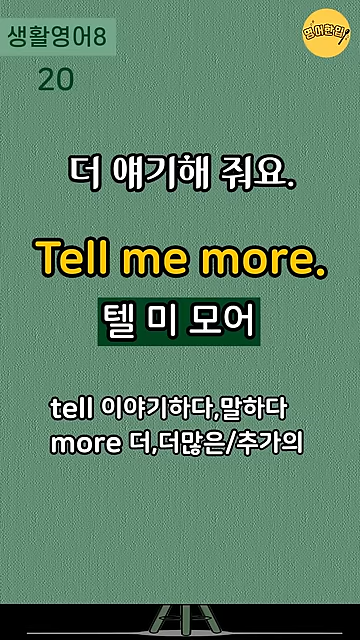 생활영어8
영어한입
20
더 얘기해 줘요.
Tell me more.
텔 미 모어
tell 이야기하다,말하다
more 더,더많은/추가의